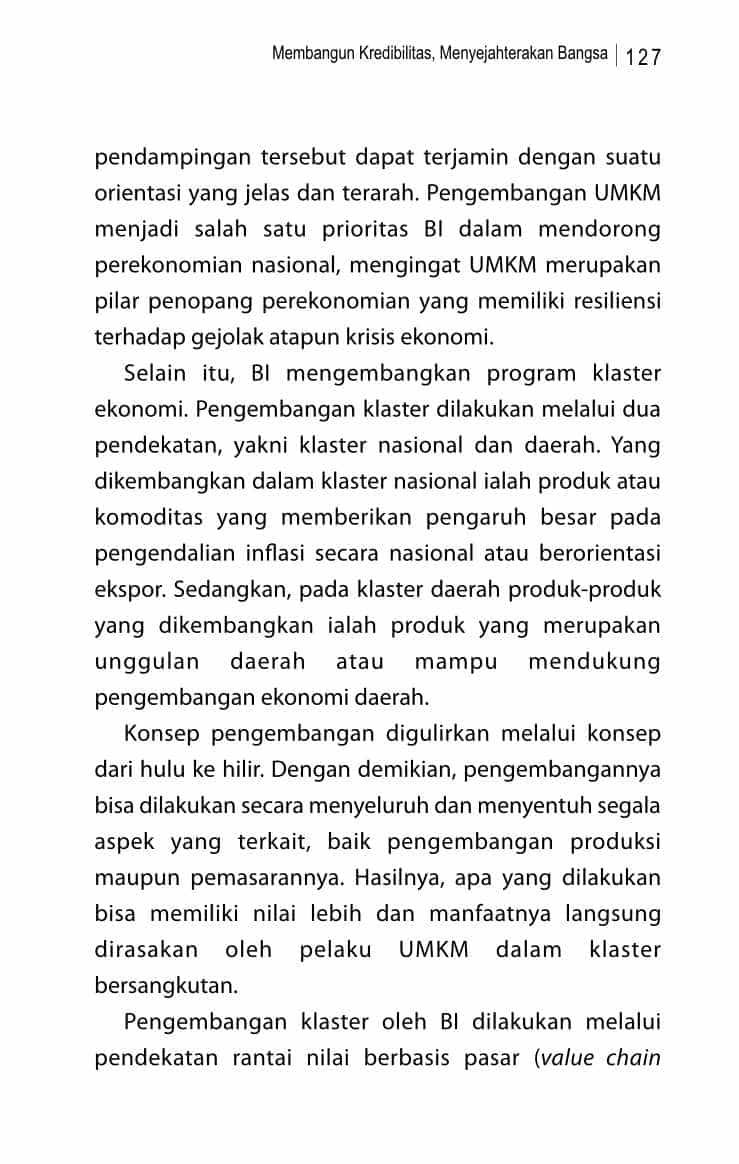 Membangun Kredibilitas, Menyejahterakan Bangsa | 127
pendampingan tersebut dapat terjamin dengan suatu
orientasi yang jelas dan terarah. Pengembangan UMKM
menjadi salah satu prioritas BI dalam mendorong
perekonomian nasional, mengingat UMKM merupakan
pilar penopang perekonomian yang memiliki resiliensi
terhadap gejolak atapun krisis ekonomi.
Selain itu, BI mengembangkan program klaster
ekonomi. Pengembangan klaster dilakukan melalui dua
pendekatan, yakni klaster nasional dan daerah. Yang
dikembangkan dalam klaster nasional ialah produk atau
komoditas yang memberikan pengaruh besar pada
pengendalian inflasi secara nasional atau berorientasi
ekspor. Sedangkan, pada klaster daerah produk-produk
yang dikembangkan ialah produk yang merupakan
unggulan daerah atau mampu mendukung
pengembangan ekonomi daerah.
Konsep pengembangan digulirkan melalui konsep
dari hulu ke hilir. Dengan demikian, pengembangannya
bisa dilakukan secara menyeluruh dan menyentuh segala
aspek yang terkait, baik pengembangan produksi
maupun pemasarannya. Hasilnya, apa yang dilakukan
bisa memiliki nilai lebih dan manfaatnya langsung
dirasakan oleh pelaku UMKM dalam klaster
bersangkutan.
Pengembangan klaster oleh BI dilakukan melalui
pendekatan rantai nilai berbasis pasar (value chain